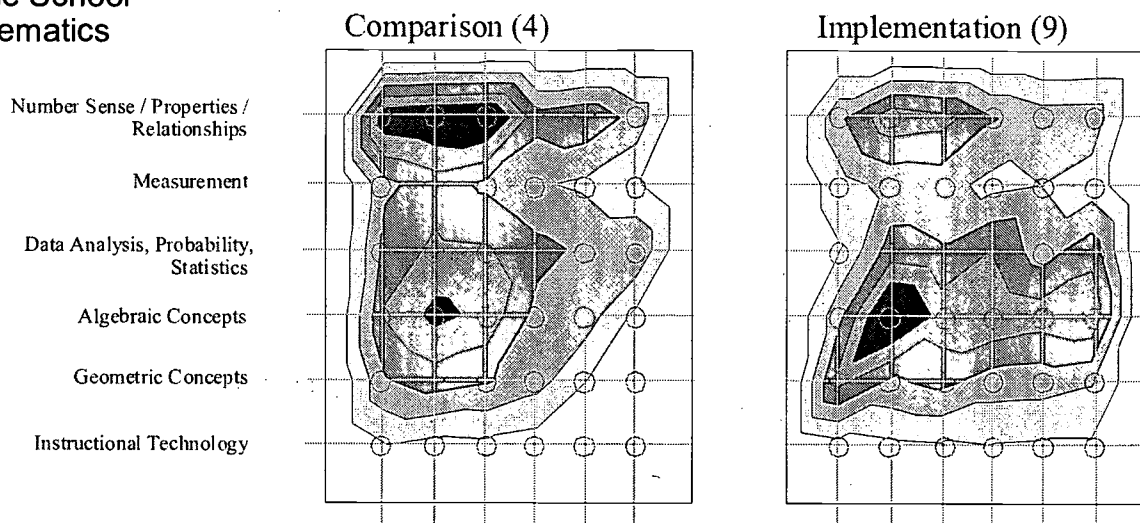 School
Comparison (4)
Implementation (9)
Number Sense / Properties /
Relationships
Measurement
Data Analysis, Probability,
Statistics
Algebraic Concepts
Geometric Concepts
Instructional Technology